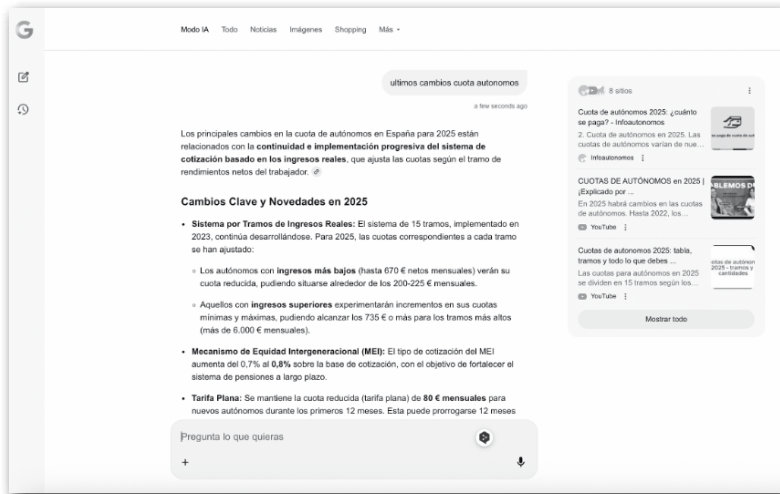 Modo IA Todo Noticias Imágenes Shopping Más
ultimos cambios cuota autonomos
a few seconds ago
Los principales cambios en la cuota de autónomos en España para 2025 están
relacionados con la continuidad e implementación progresiva del sistema de
cotización basado en los ingresos reales, que ajusta las cuotas según el tramo de
rendimientos netos del trabajador.
Cambios Clave y Novedades en 2025
• Sistema por Tramos de Ingresos Reales: El sistema de 15 tramos, implementado en
2023, continúa desarrollándose. Para 2025, las cuotas correspondientes a cada tramo
se han ajustado:
Los autónomos con ingresos más bajos (hasta 670 € netos mensuales) verán su
cuota reducida, pudiendo situarse alrededor de los 200-225 € mensuales.
Aquellos con ingresos superiores experimentarán incrementos en sus cuotas
mínimas y máximas, pudiendo alcanzar los 735 € o más para los tramos más altos
(más de 6.000 € mensuales).
• Mecanismo de Equidad Intergeneracional (MEI): El tipo de cotización del MEI
aumenta del 0,7% al 0,8% sobre la base de cotización, con el objetivo de fortalecer el
sistema de pensiones a largo plazo.
• Tarifa Plana: Se mantiene la cuota reducida (tarifa plana) de 80 € mensuales para
nuevos autónomos durante los primeros 12 meses. Esta puede prorrogarse 12 meses
Pregunta lo que quieras
8 sitios
Cuota de autónomos 2025: ¿cuánto
se paga? - Infoautonomos
2. Cuota de autónomos en 2025. Las
cuotas de autónomos varían de nue...
Infoautonomos
CUOTAS DE AUTÓNOMOS en 2025 |
¡Explicado por ...
En 2025 habrá cambios en las cuotas
de autónomos. Hasta 2022, los...
YouTube
BLEMOS D
Cuotas de autonomos 2025: tabla,
tramos y todo lo que debes ...
Las cuotas para autónomos en 2025
se dividen en 15 tramos según los...
YouTube
2025 - tramos y
cantidades
Mostrar todo